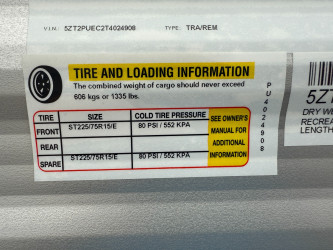 V.I.N.: 5ZT2PUEC2T4024908 TYPE: TRA/REM
TIRE AND LOADING INFORMATION
The combined weight of cargo should never exceed
606 kgs or 1335 lbs.
TIRE SIZE COLD TIRE PRESSURE SEE OWNER'S MANUAL FOR ADDITIONAL INFORMATION
FRONT ST225/75R15/E 80 PSI / 552 KPA
REAR
SPARE ST225/75R15/E 80 PSI / 552 KPA
PU4024908
5ZT
DRY WE
RECREA
LENGTH